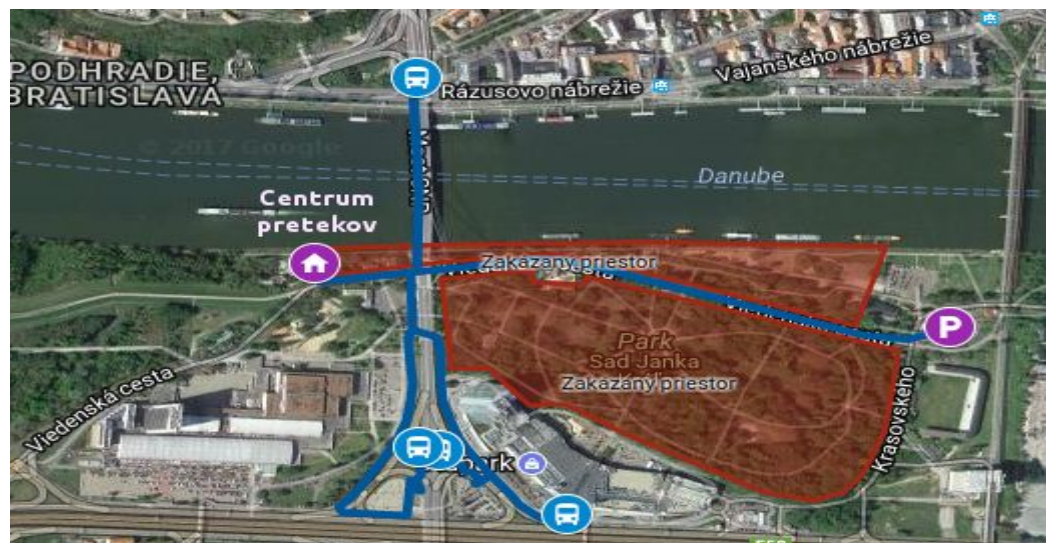 PODHRADIE,
BRATISLAVA
Rázusovo nábrežie
Vajanského nábrežie
© 2017 Google
Danube
Centrum
pretekov
Zakázaný priestor
P
Park
Sad Janka
Zakázaný priestor
Viedenská cesta
Krasovského